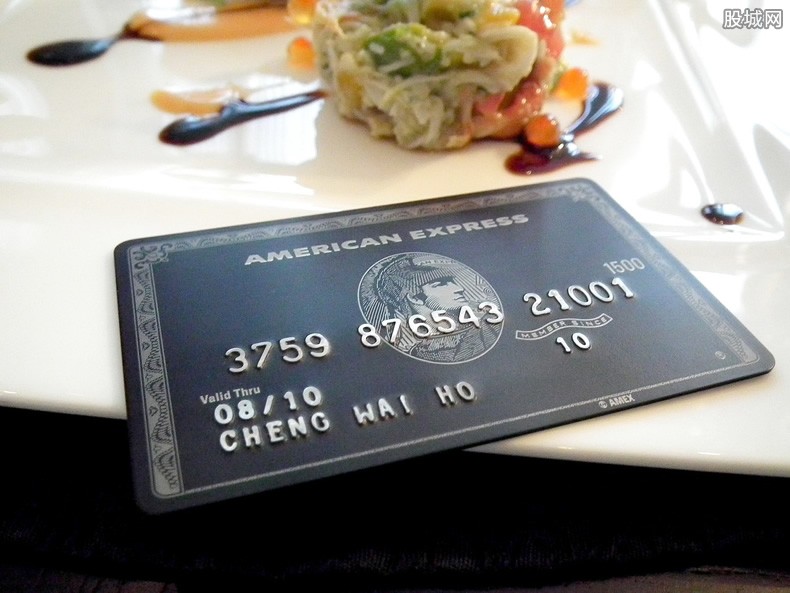 股城网
AMERICAN EXPRESS
1500
3759 876543 21001
MEMBER SINCE
10
Valid Thru
08/10
CHENG WAI HO
© AMEX